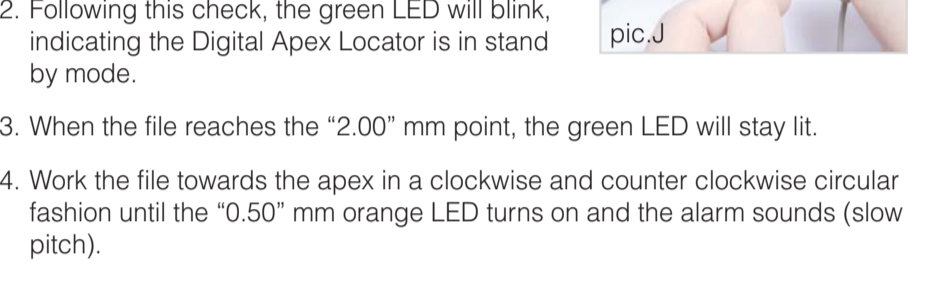 2. Following this check, the green LED will blink,
indicating the Digital Apex Locator is in stand
by mode.
pic.J
3. When the file reaches the “2.00” mm point, the green LED will stay lit.
4. Work the file towards the apex in a clockwise and counter clockwise circular
fashion until the “0.50” mm orange LED turns on and the alarm sounds (slow
pitch).